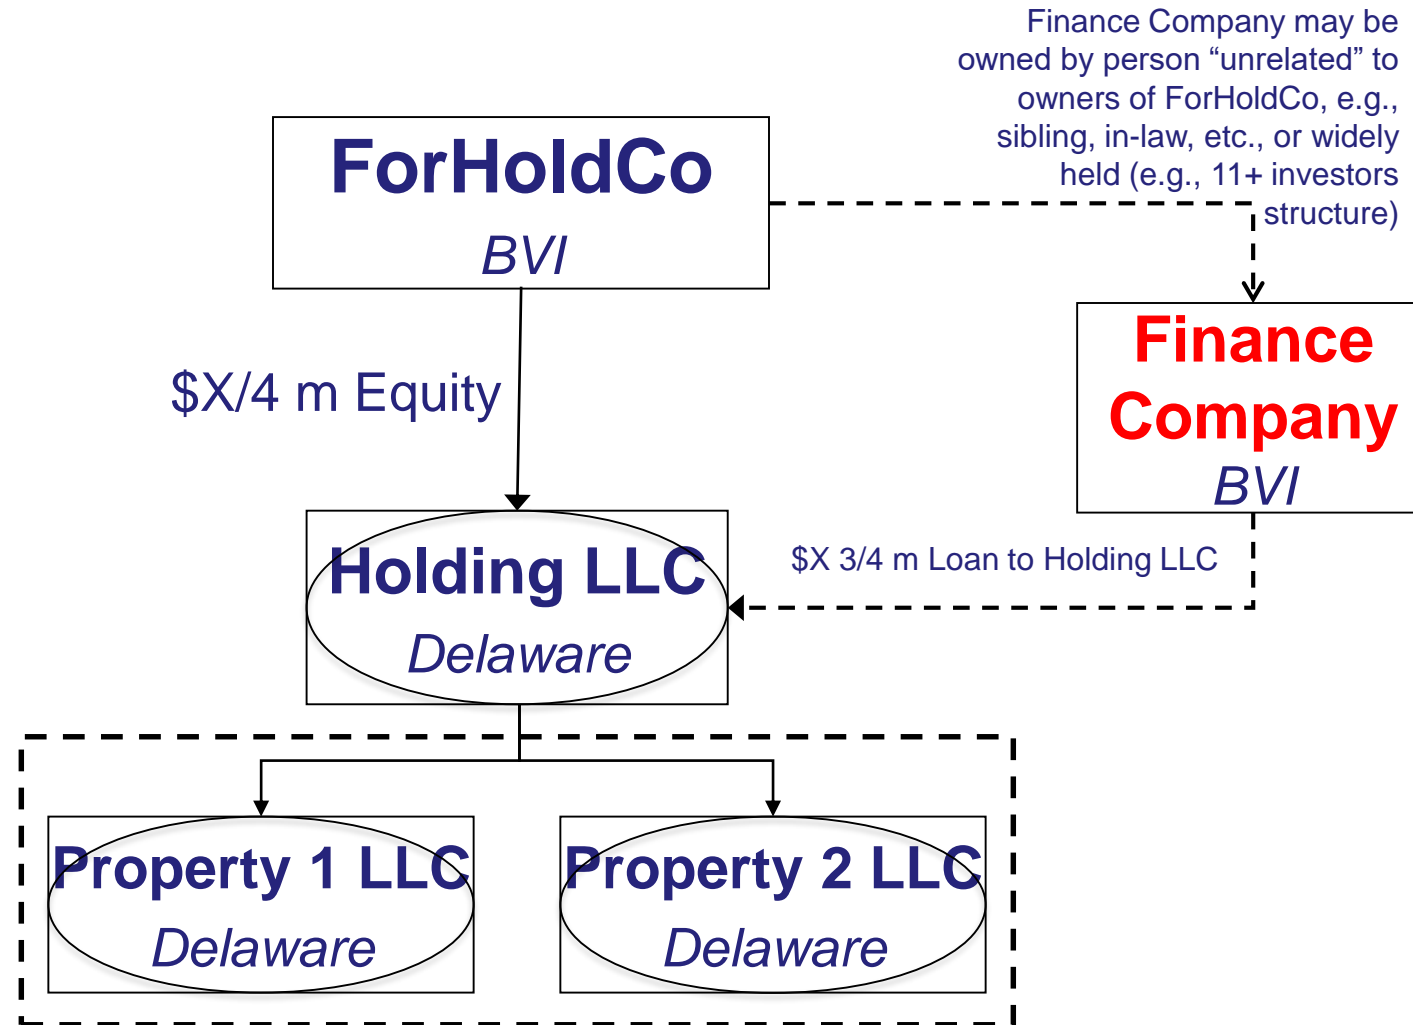 Finance Company may be
owned by person “unrelated” to
owners of ForHoldCo, e.g.,
sibling, in-law, etc., or widely
held (e.g., 11+ investors
structure)
ForHoldCo
BVI
Finance
Company
BVI
$X/4 m Equity
$X 3/4 m Loan to Holding LLC
Holding LLC
Delaware
Property 1 LLC
Delaware
Property 2 LLC
Delaware